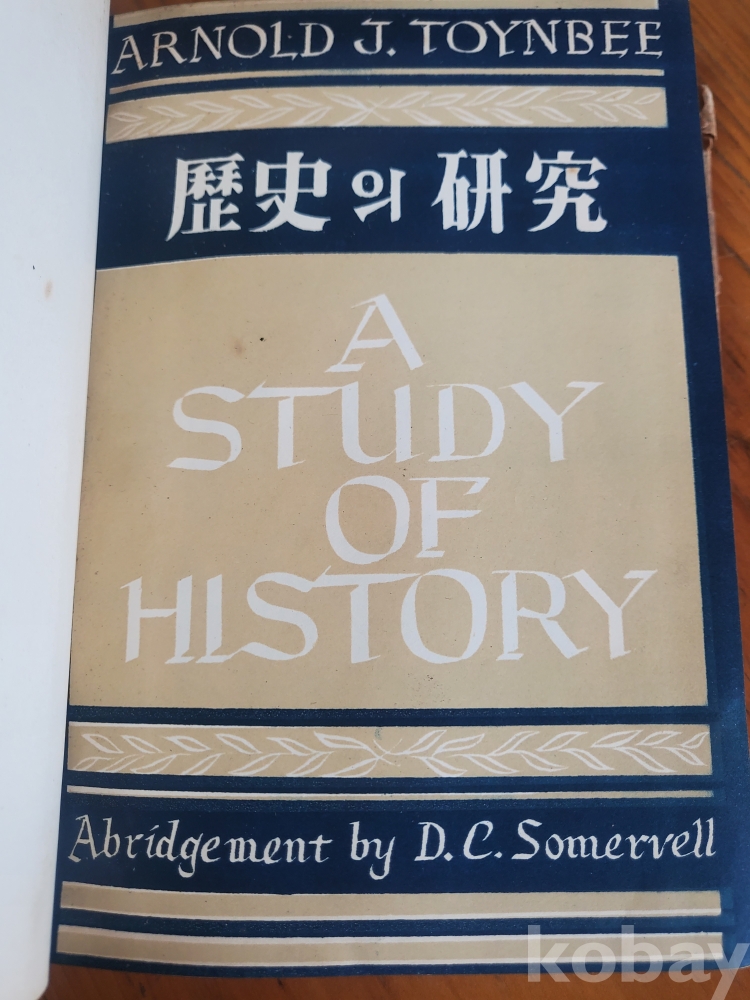 ARNOLD J. TOYNBEE
歷史의 研究
A
STUDY
OF
HISTORY
Abridgement by D.C. Somervell
kobay